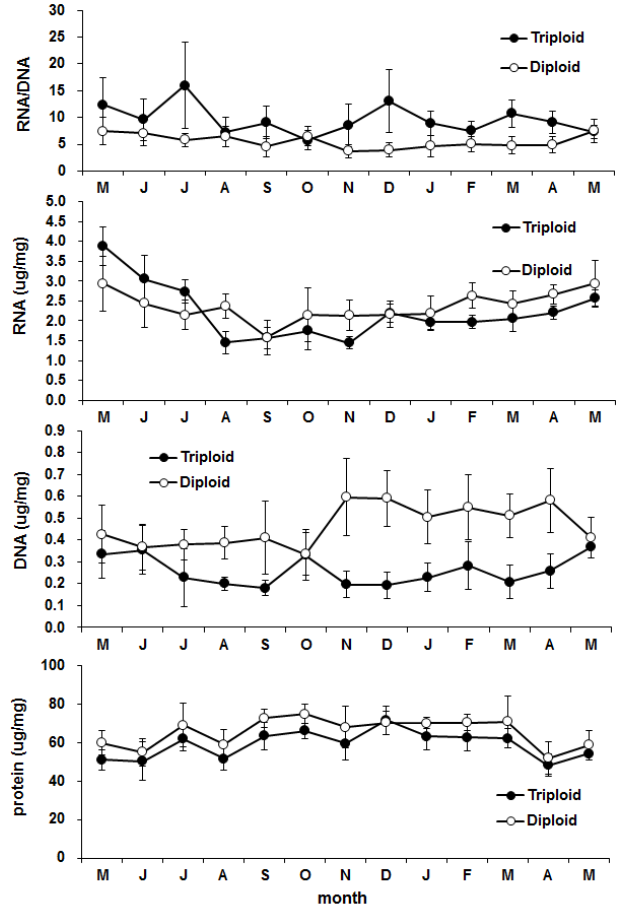 30
25
20
15
10
5
0
RNA/DNA
Triploid
Diploid
M J J A S O N D J F M A M
5.0
4.5
4.0
3.5
3.0
2.5
2.0
1.5
1.0
0.5
0.0
RNA (ug/mg)
Triploid
Diploid
M J J A S O N D J F M A M
0.9
0.8
0.7
0.6
0.5
0.4
0.3
0.2
0.1
0.0
DNA (ug/mg)
Triploid
Diploid
M J J A S O N D J F M A M
100
80
60
40
20
0
protein (ug/mg)
Triploid
Diploid
M J J A S O N D J F M A M
month